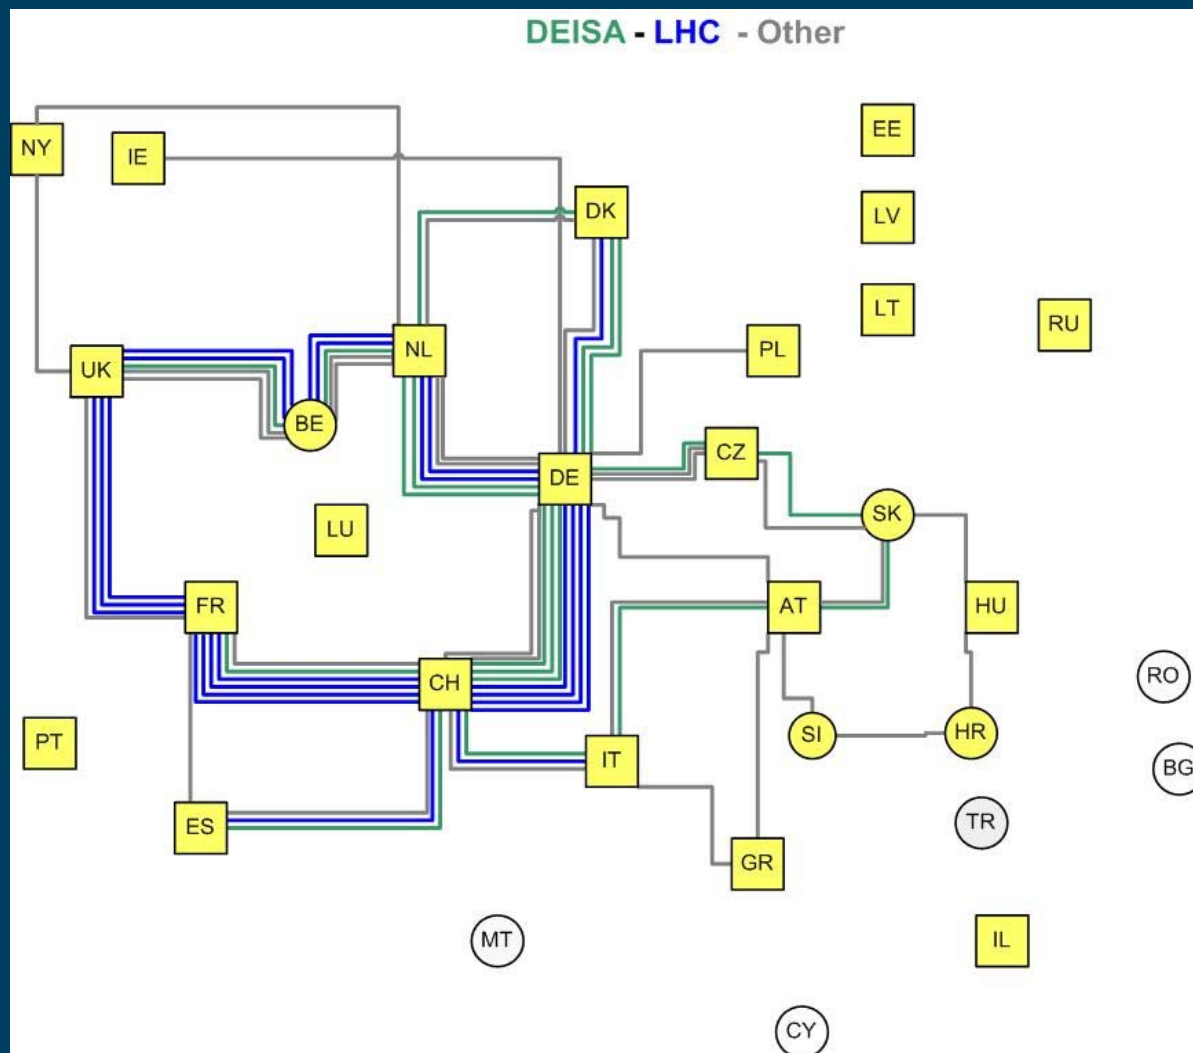 DEISA - LHC - Other
NY
IE
EE
DK
LV
LT
RU
UK
NL
PL
BE
CZ
DE
SK
LU
FR
AT
HU
CH
RO
PT
SI
HR
IT
BG
ES
TR
GR
MT
IL
CY